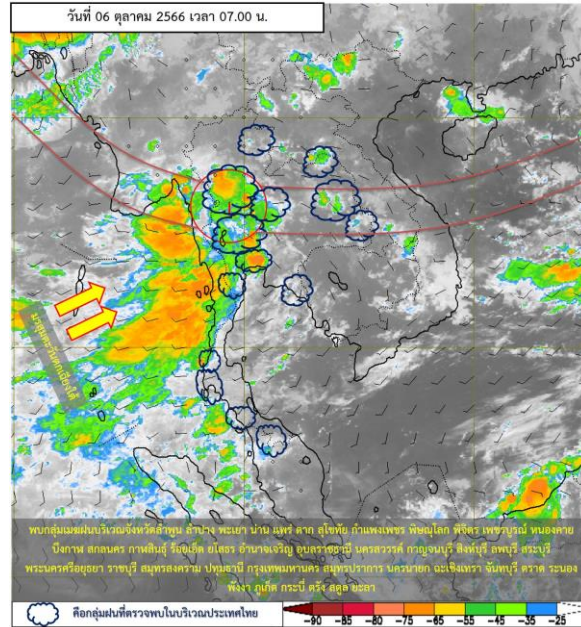 วันที่ 06 ตุลาคม 2566 เวลา 07.00 น.
มรสุมตะวันตกเฉียงใต้
พบกลุ่มเมฆฝนบริเวณจังหวัดลำพูน ลำปาง พะเยา น่าน แพร่ ตาก สุโขทัย กำแพงเพชร พิษณุโลก พิจิตร เพชรบูรณ์ หนองคาย
บึงกาฬ สกลนคร กาฬสินธุ์ ร้อยเอ็ด ยโสธร อำนาจเจริญ อุบลราชธานี นครสวรรค์ กาญจนบุรี สิงห์บุรี ลพบุรี สระบุรี
พระนครศรีอยุธยา ราชบุรี สมุทรสงคราม ปทุมธานี กรุงเทพมหานคร สมุทรปราการ นครนายก ฉะเชิงเทรา จันทบุรี ตราด ระนอง
พังงา ภูเก็ต กระบี่ ตรัง สตูล ยะลา
คือกลุ่มฝนที่ตรวจพบในบริเวณประเทศไทย
-90 -85 -75 -65 -55 -45 -35 -25